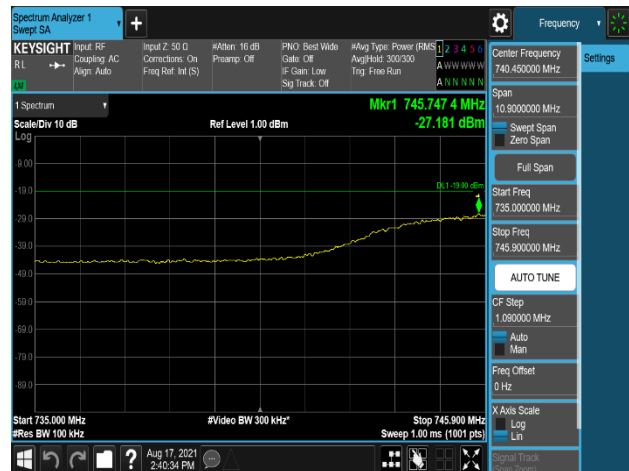 Spectrum Analyzer 1
Swept SA
Frequency
KEYSIGHT
RL
Input: RF
Coupling: AC
Align: Auto
Input Z: 50 Ω
Corrections: On
Freq Ref: Int (S)
#Atten: 16 dB
Preamp: Off
PNO: Best Wide
Gate: Off
IF Gain: Low
Sig Track: Off
#Avg Type: Power (RMS
Avg|Hold: 300/300
Trig: Free Run
1 2 3 4 5 6
A W W W W W
A N N N N N
1 Spectrum
Scale/Div 10 dB
Log
Ref Level 1.00 dBm
Mkr1 745.747 4 MHz
-27.181 dBm
DL1 -19.00 dBm
-9.00
-19.0
-29.0
-39.0
-49.0
-59.0
-69.0
-79.0
-89.0
Start 735.000 MHz
#Res BW 100 kHz
#Video BW 300 kHz*
Stop 745.900 MHz
Sweep 1.00 ms (1001 pts)
Aug 17, 2021
2:40:34 PM
Center Frequency
740.450000 MHz
Span
10.9000000 MHz
Swept Span
Zero Span
Full Span
Start Freq
735.000000 MHz
Stop Freq
745.900000 MHz
AUTO TUNE
CF Step
1.090000 MHz
Auto
Man
Freq Offset
0 Hz
X Axis Scale
Log
Lin
Signal Track
(Span Zoom)
Settings